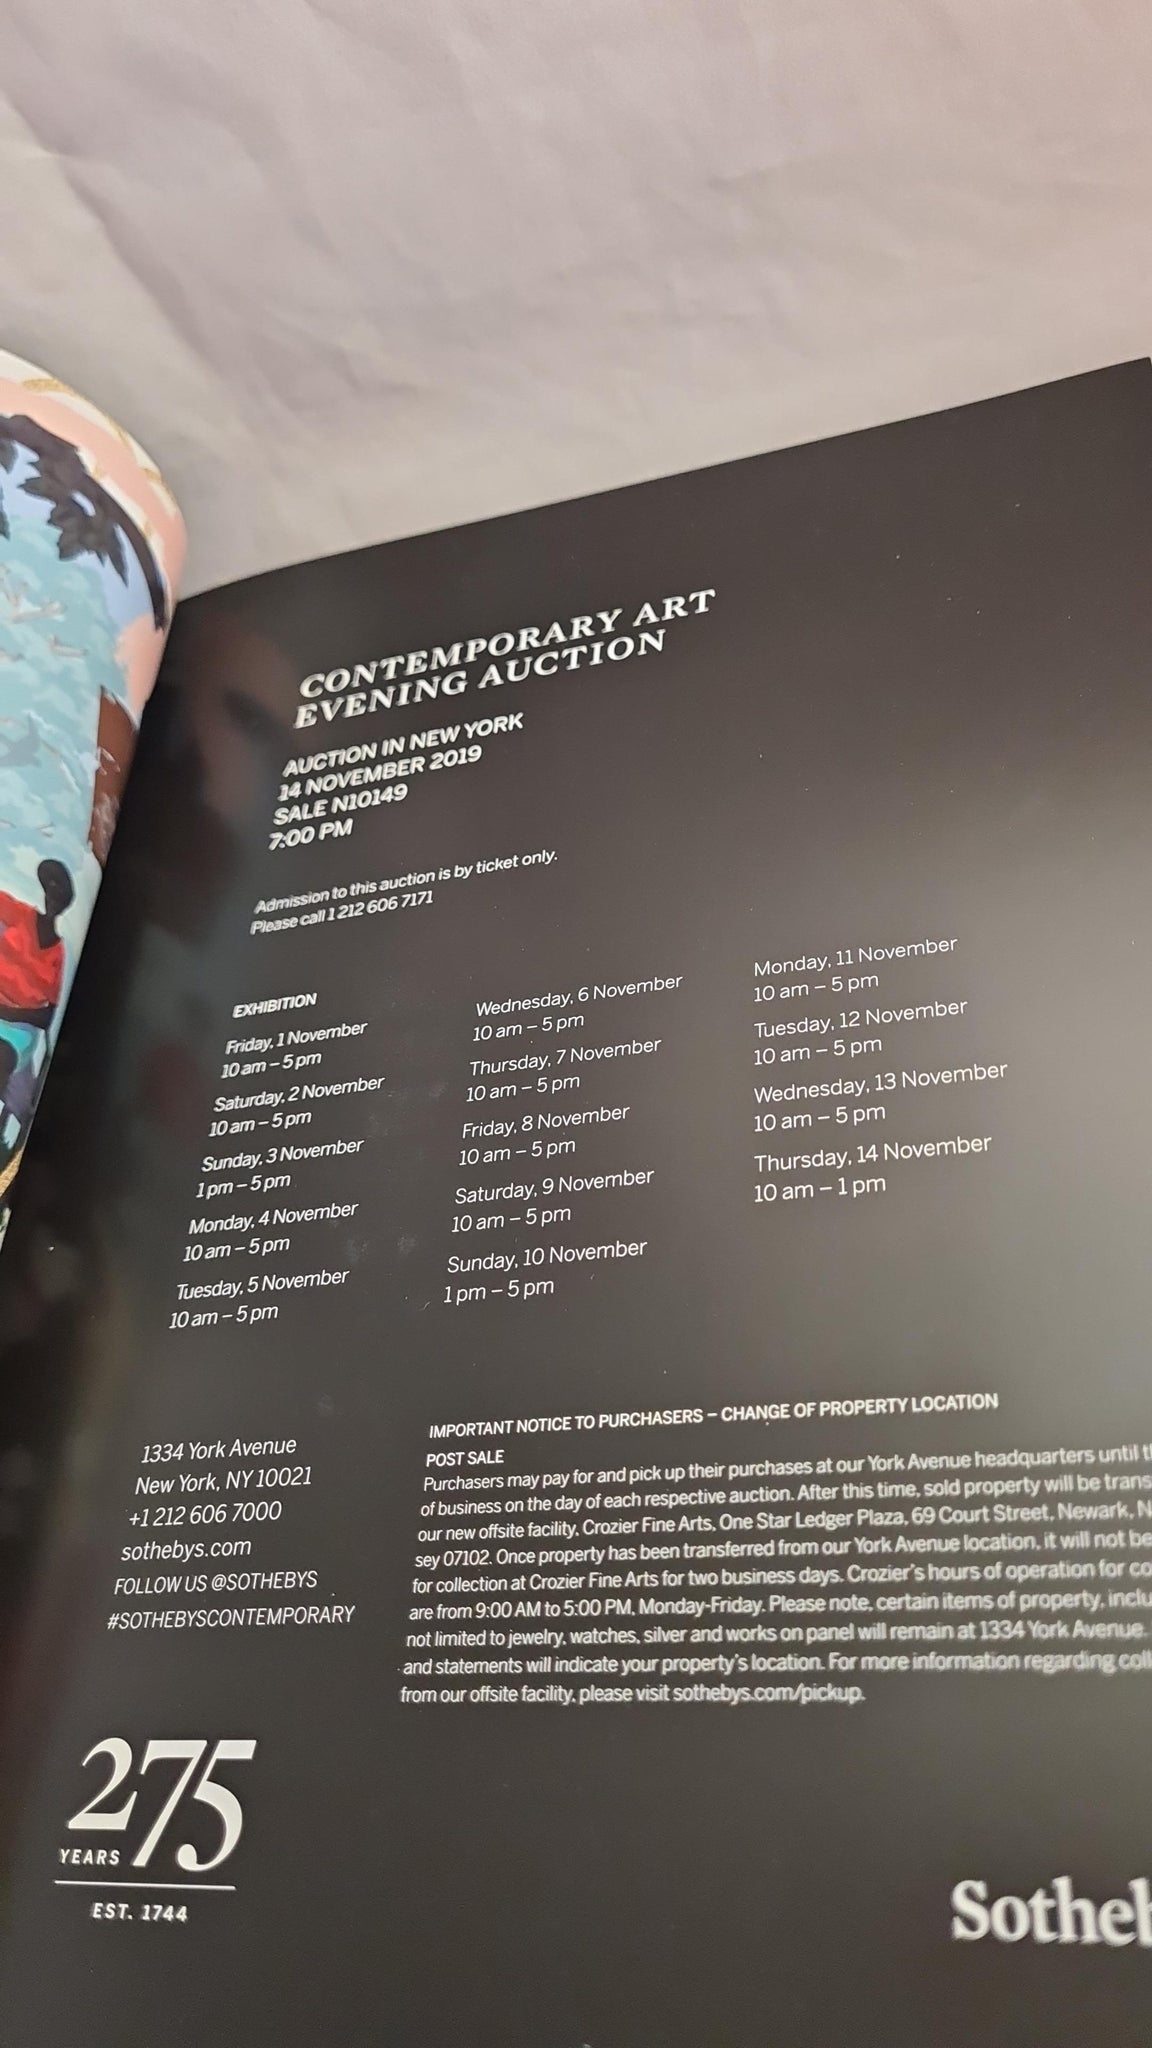 CONTEMPORARY ART
EVENING AUCTION
AUCTION IN NEW YORK
14 NOVEMBER 2019
SALE N10149
7:00 PM
Admission to this auction is by ticket only.
Please call 1 212 606 7171
EXHIBITION
Friday, 1 November
10 am – 5 pm
Saturday, 2 November
10 am – 5 pm
Sunday, 3 November
1 pm – 5 pm
Monday, 4 November
10 am – 5 pm
Tuesday, 5 November
10 am – 5 pm
Wednesday, 6 November
10 am – 5 pm
Thursday, 7 November
10 am – 5 pm
Friday, 8 November
10 am – 5 pm
Saturday, 9 November
10 am – 5 pm
Sunday, 10 November
1 pm – 5 pm
Monday, 11 November
10 am – 5 pm
Tuesday, 12 November
10 am – 5 pm
Wednesday, 13 November
10 am – 5 pm
Thursday, 14 November
10 am – 1 pm
1334 York Avenue
New York, NY 10021
+1 212 606 7000
sothebys.com
FOLLOW US @SOTHEBYS
#SOTHEBYSCONTEMPORARY
IMPORTANT NOTICE TO PURCHASERS – CHANGE OF PROPERTY LOCATION
POST SALE
Purchasers may pay for and pick up their purchases at our York Avenue headquarters until
of business on the day of each respective auction. After this time, sold property will be trans
our new offsite facility, Crozier Fine Arts, One Star Ledger Plaza, 69 Court Street, Newark, N
sey 07102. Once property has been transferred from our York Avenue location, it will not be
for collection at Crozier Fine Arts for two business days. Crozier's hours of operation for co
are from 9:00 AM to 5:00 PM, Monday-Friday. Please note, certain items of property, inclu
not limited to jewelry, watches, silver and works on panel will remain at 1334 York Avenue.
and statements will indicate your property's location. For more information regarding coll
from our offsite facility, please visit sothebys.com/pickup.
275
YEARS
EST. 1744
Sothe